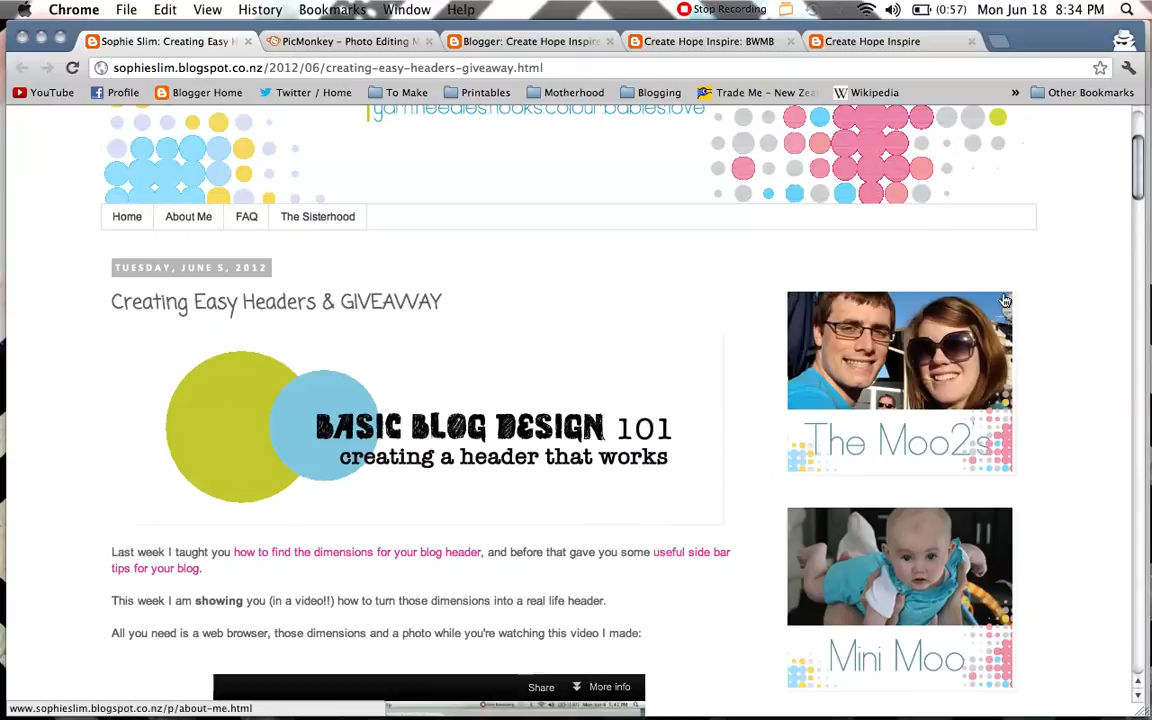 Chrome File Edit View History Bookmarks Window Help Stop Recording (0:57) Mon Jun 18 8:34 PM
Sophie Slim: Creating Easy H PicMonkey - Photo Editing M Blogger: Create Hope Inspire: Create Hope Inspire: BWMB Create Hope Inspire
sophieslim.blogspot.co.nz/2012/06/creating-easy-headers-giveaway.html
YouTube Profile Blogger Home Twitter / Home To Make Printables Motherhood Blogging Trade Me - New Zea Wikipedia » Other Bookmarks
yarn.needles.hooks.colour.babies.love
Home About Me FAQ The Sisterhood
TUESDAY, JUNE 5, 2012
Creating Easy Headers & GIVEAWAY
BASIC BLOG DESIGN 101
creating a header that works
The Moo2's
Last week I taught you how to find the dimensions for your blog header, and before that gave you some useful side bar
tips for your blog.
This week I am showing you (in a video!!) how to turn those dimensions into a real life header.
All you need is a web browser, those dimensions and a photo while you're watching this video I made:
Mini Moo
Share More info
www.sophieslim.blogspot.co.nz/p/about-me.html